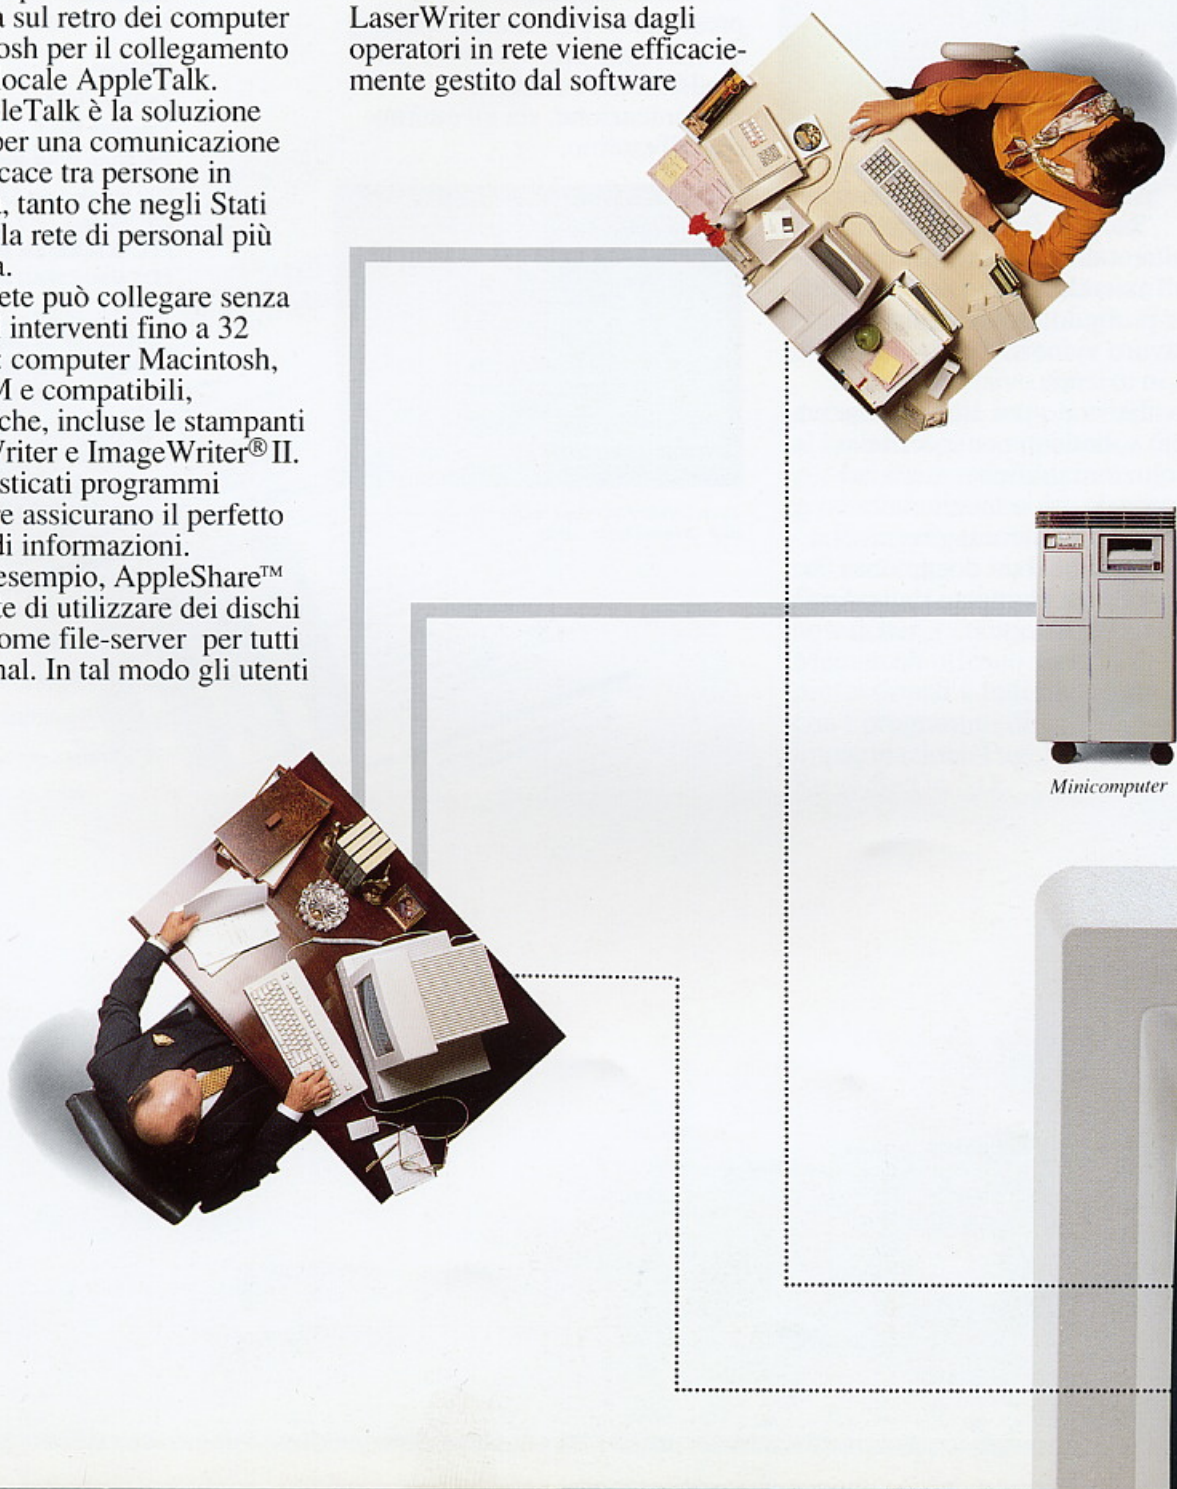 sul retro dei computer
osh per il collegamento
locale AppleTalk.
leTalk è la soluzione
per una comunicazione
cace tra persone in
, tanto che negli Stati
la rete di personal più
a.
ete può collegare senza
interventi fino a 32
: computer Macintosh,
M e compatibili,
che, incluse le stampanti
Writer e ImageWriter® II.
sticati programmi
e assicurano il perfetto
di informazioni.
esempio, AppleShare™
te di utilizzare dei dischi
ome file-server per tutti
nal. In tal modo gli utenti
LaserWriter condivisa dagli
operatori in rete viene efficacie-
mente gestito dal software
Minicomputer